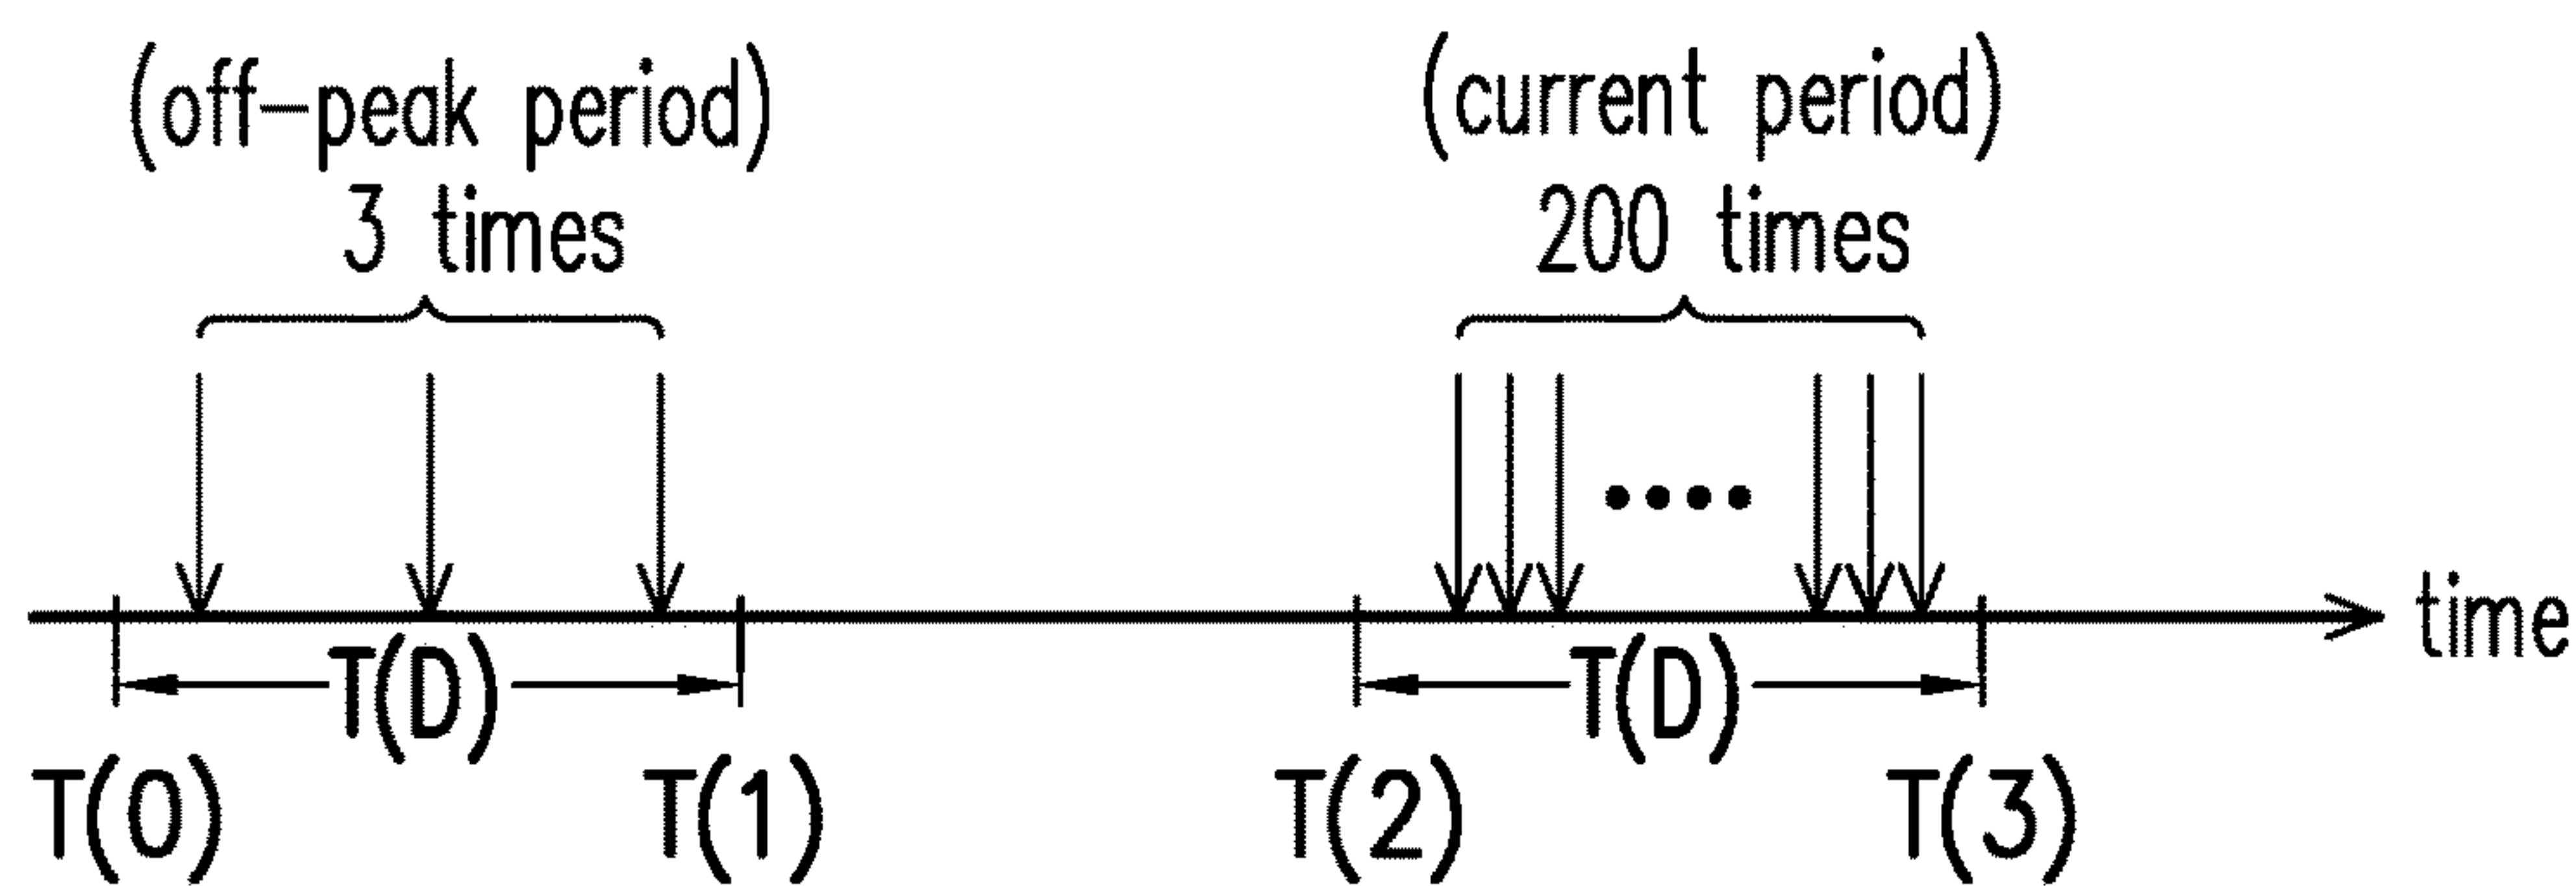 (off-peak period)
3 times
(current period)
200 times
time
T(D)
T(D)
T(0)
T(1)
T(2)
T(3)